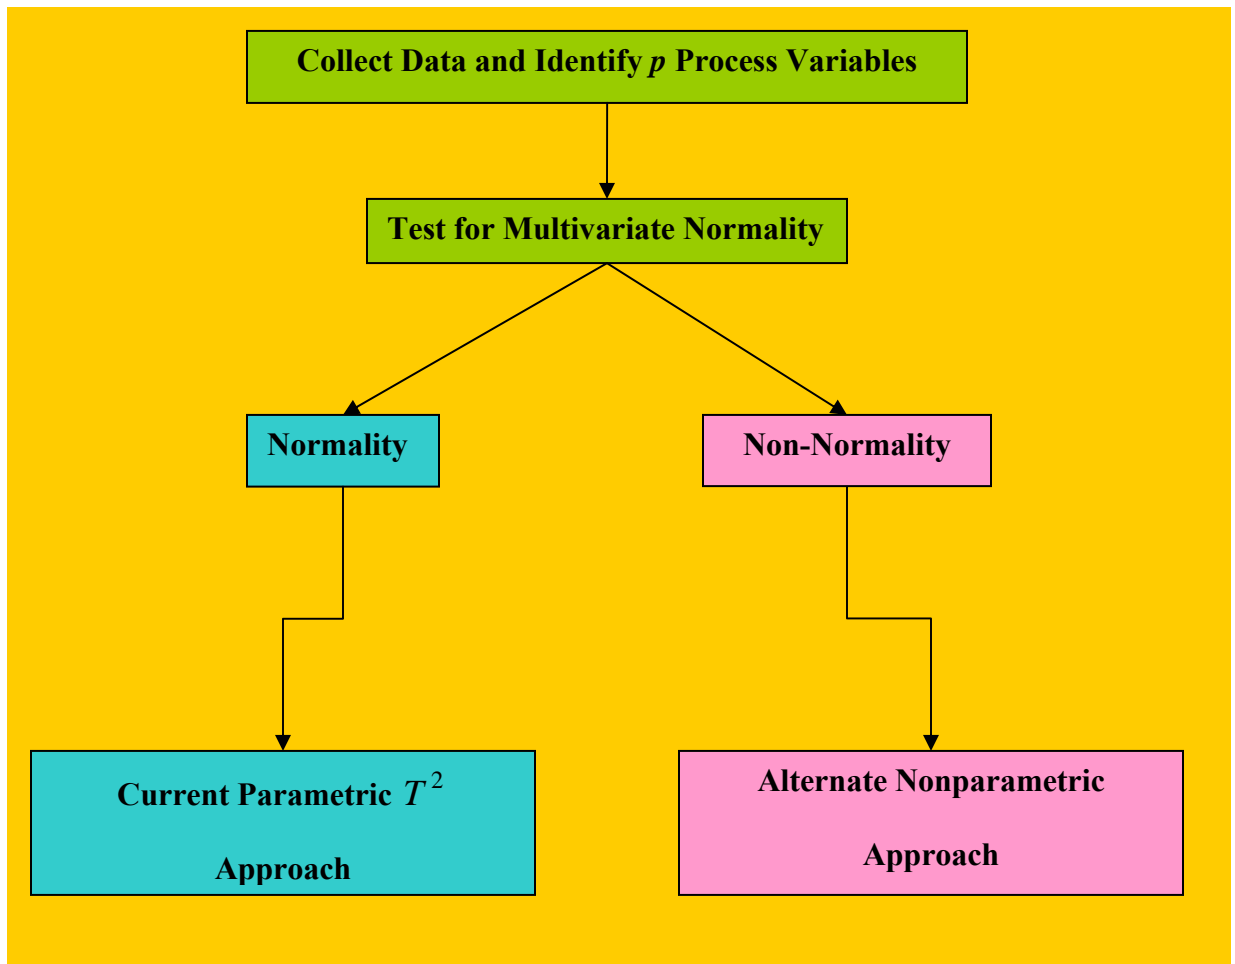 Collect Data and Identify p Process Variables
Test for Multivariate Normality
Normality
Non-Normality
Current Parametric T²
Approach
Alternate Nonparametric
Approach